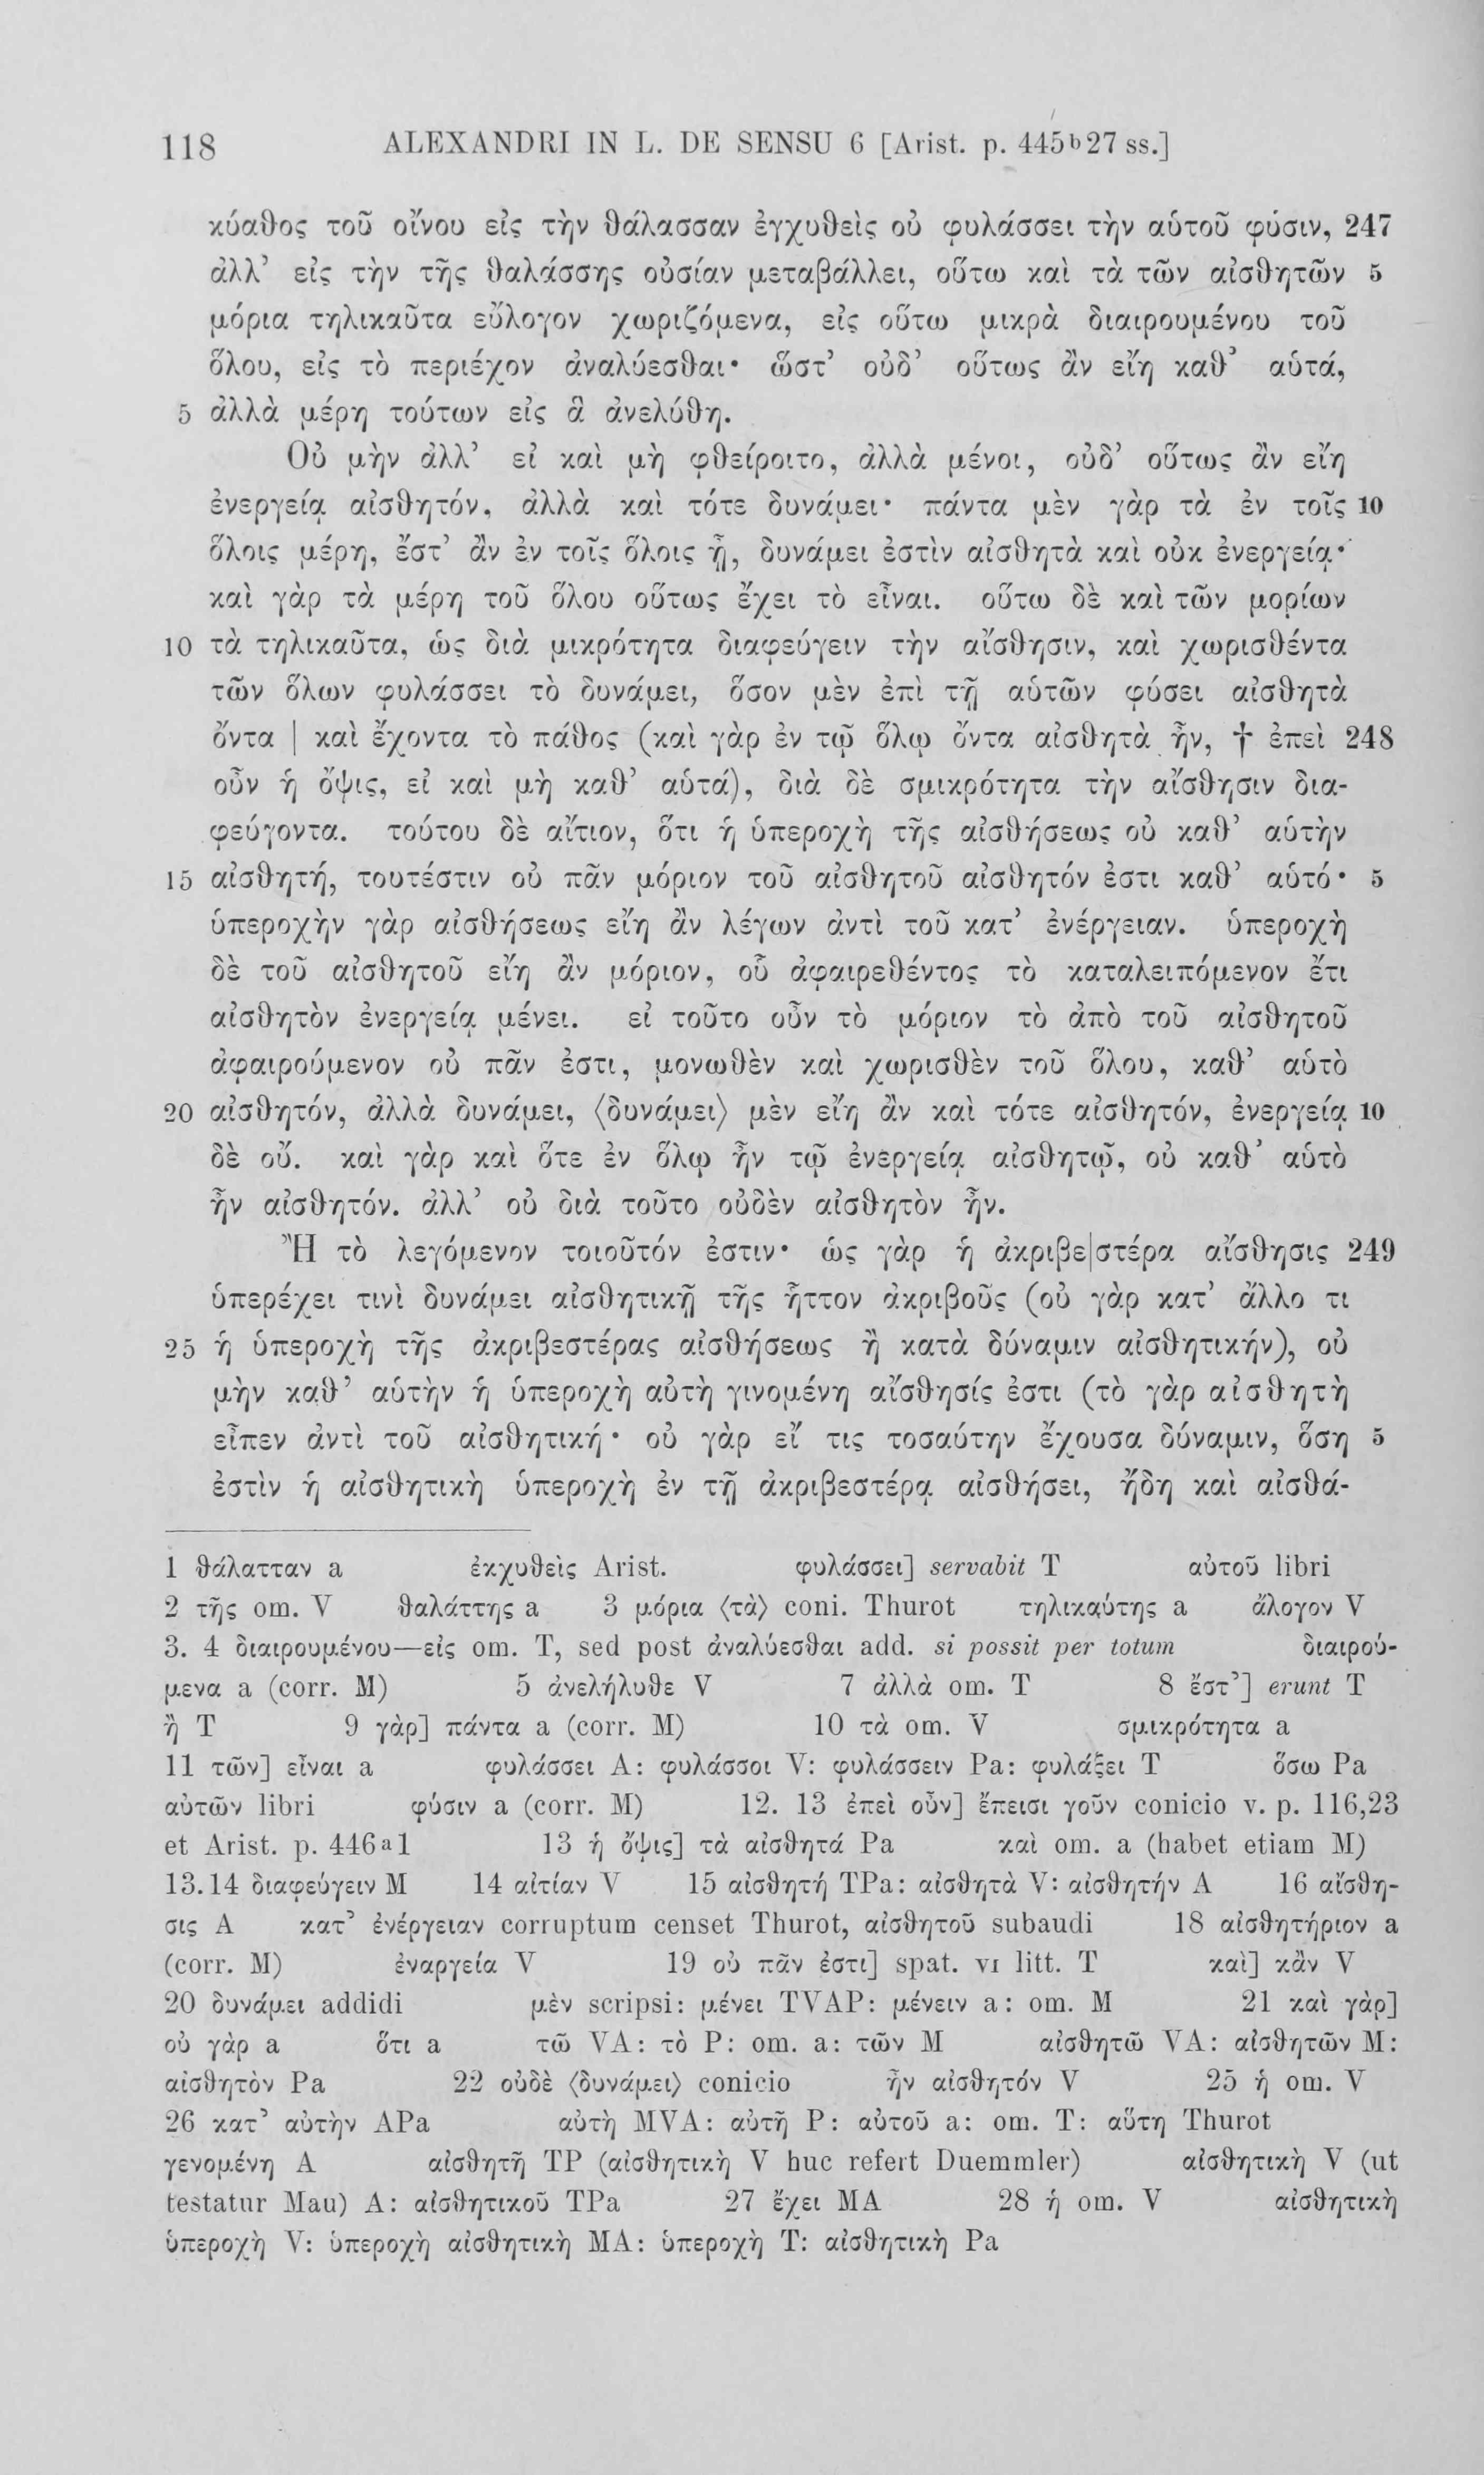 118 ALEXANDRI IN L. DE SENSU 6 [Arist. p. 445b27 ss.]
κύαθος τοῦ οἴνου εἰς τὴν θάλασσαν ἐγχυθεὶς οὐ φυλάσσει τὴν αὑτοῦ φύσιν, 247
ἀλλ’ εἰς τὴν τῆς θαλάσσης οὐσίαν μεταβάλλει, οὕτω καὶ τὰ τῶν αἰσθητῶν 5
μόρια τηλικαῦτα εὔλογον χωριζόμενα, εἰς οὕτω μικρὰ διαιρουμένου τοῦ
ὅλου, εἰς τὸ περιέχον ἀναλύεσθαι· ὥστ’ οὐδ’ οὕτως ἂν εἴη καθ’ αὑτά,
5 ἀλλὰ μέρη τούτων εἰς ἃ ἀνελύθη.
Οὐ μὴν ἀλλ’ εἰ καὶ μὴ φθείροιτο, ἀλλὰ μένοι, οὐδ’ οὕτως ἂν εἴη
ἐνεργείᾳ αἰσθητόν, ἀλλὰ καὶ τότε δυνάμει· πάντα μὲν γὰρ τὰ ἐν τοῖς 10
ὅλοις μέρη, ἔστ’ ἂν ἐν τοῖς ὅλοις ᾖ, δυνάμει ἐστὶν αἰσθητὰ καὶ οὐκ ἐνεργείᾳ·
καὶ γὰρ τὰ μέρη τοῦ ὅλου οὕτως ἔχει τὸ εἶναι. οὕτω δὲ καὶ τῶν μορίων
10 τὰ τηλικαῦτα, ὡς διὰ μικρότητα διαφεύγειν τὴν αἴσθησιν, καὶ χωρισθέντα
τῶν ὅλων φυλάσσει τὸ δυνάμει, ὅσον μὲν ἐπὶ τῇ αὑτῶν φύσει αἰσθητὰ
ὄντα | καὶ ἔχοντα τὸ πάθος (καὶ γὰρ ἐν τῷ ὅλῳ ὄντα αἰσθητὰ ἦν, † ἐπεὶ 248
οὖν ἡ ὄψις, εἰ καὶ μὴ καθ’ αὑτά), διὰ δὲ σμικρότητα τὴν αἴσθησιν δια-
φεύγοντα. τούτου δὲ αἴτιον, ὅτι ἡ ὑπεροχὴ τῆς αἰσθήσεως οὐ καθ’ αὑτὴν
15 αἰσθητή, τουτέστιν οὐ πᾶν μόριον τοῦ αἰσθητοῦ αἰσθητόν ἐστι καθ’ αὑτό· 5
ὑπεροχὴν γὰρ αἰσθήσεως εἴη ἂν λέγων ἀντὶ τοῦ κατ’ ἐνέργειαν. ὑπεροχὴ
δὲ τοῦ αἰσθητοῦ εἴη ἂν μόριον, οὗ ἀφαιρεθέντος τὸ καταλειπόμενον ἔτι
αἰσθητὸν ἐνεργείᾳ μένει. εἰ τοῦτο οὖν τὸ μόριον τὸ ἀπὸ τοῦ αἰσθητοῦ
ἀφαιρούμενον οὐ πᾶν ἐστι, μονωθὲν καὶ χωρισθὲν τοῦ ὅλου, καθ’ αὑτὸ
20 αἰσθητόν, ἀλλὰ δυνάμει, ⟨δυνάμει⟩ μὲν εἴη ἂν καὶ τότε αἰσθητόν, ἐνεργείᾳ 10
δὲ οὔ. καὶ γὰρ καὶ ὅτε ἐν ὅλῳ ἦν τῷ ἐνεργείᾳ αἰσθητῷ, οὐ καθ’ αὑτὸ
ἦν αἰσθητόν. ἀλλ’ οὐ διὰ τοῦτο οὐδὲν αἰσθητὸν ἦν.
Ἢ τὸ λεγόμενον τοιοῦτόν ἐστιν· ὡς γὰρ ἡ ἀκριβε|στέρα αἴσθησις 249
ὑπερέχει τινὶ δυνάμει αἰσθητικῇ τῆς ἧττον ἀκριβοῦς (οὐ γὰρ κατ’ ἄλλο τι
25 ἡ ὑπεροχὴ τῆς ἀκριβεστέρας αἰσθήσεως ἢ κατὰ δύναμιν αἰσθητικήν), οὐ
μὴν καθ’ αὑτὴν ἡ ὑπεροχὴ αὐτὴ γινομένη αἴσθησίς ἐστι (τὸ γὰρ αἰσθητὴ
εἶπεν ἀντὶ τοῦ αἰσθητική· οὐ γὰρ εἴ τις τοσαύτην ἔχουσα δύναμιν, ὅση 5
ἐστὶν ἡ αἰσθητικὴ ὑπεροχὴ ἐν τῇ ἀκριβεστέρᾳ αἰσθήσει, ἤδη καὶ αἰσθά-
1 θάλατταν a ἐκχυθεὶς Arist. φυλάσσει] servabit T αὐτοῦ libri
2 τῆς om. V θαλάττης a 3 μόρια ⟨τὰ⟩ coni. Thurot τηλικαύτης a ἄλογον V
3. 4 διαιρουμένου—εἰς om. T, sed post ἀναλύεσθαι add. si possit per totum διαιρού-
μενα a (corr. M) 5 ἀνελήλυθε V 7 ἀλλὰ om. T 8 ἔστ’] erunt T
ἢ T 9 γὰρ] πάντα a (corr. M) 10 τὰ om. V σμικρότητα a
11 τῶν] εἶναι a φυλάσσει A: φυλάσσοι V: φυλάσσειν Pa: φυλάξει T ὅσω Pa
αὐτῶν libri φύσιν a (corr. M) 12. 13 ἐπεὶ οὖν] ἔπεισι γοῦν conicio v. p. 116,23
et Arist. p. 446a1 13 ἡ ὄψις] τὰ αἰσθητά Pa καὶ om. a (habet etiam M)
13.14 διαφεύγειν M 14 αἰτίαν V 15 αἰσθητή TPa: αἰσθητὰ V: αἰσθητήν A 16 αἴσθη-
σις A κατ’ ἐνέργειαν corruptum censet Thurot, αἰσθητοῦ subaudi 18 αἰσθητήριον a
(corr. M) ἐναργεία V 19 οὐ πᾶν ἐστι] spat. VI litt. T καὶ] κἂν V
20 δυνάμει addidi μὲν scripsi: μένει TVAP: μένειν a: om. M 21 καὶ γὰρ]
οὐ γὰρ a ὅτι a τῶ VA: τὸ P: om. a: τῶν M αἰσθητῶ VA: αἰσθητῶν M:
αἰσθητὸν Pa 22 οὐδὲ ⟨δυνάμει⟩ conicio ἦν αἰσθητόν V 25 ἡ om. V
26 κατ’ αὐτὴν APa αὐτὴ MVA: αὐτῆ P: αὐτοῦ a: om. T: αὕτη Thurot
γενομένη A αἰσθητῆ TP (αἰσθητικὴ V huc refert Duemmler) αἰσθητικὴ V (ut
testatur Mau) A: αἰσθητικοῦ TPa 27 ἔχει MA 28 ἡ om. V αἰσθητικὴ
ὑπεροχὴ V: ὑπεροχὴ αἰσθητικὴ MA: ὑπεροχὴ T: αἰσθητικὴ Pa